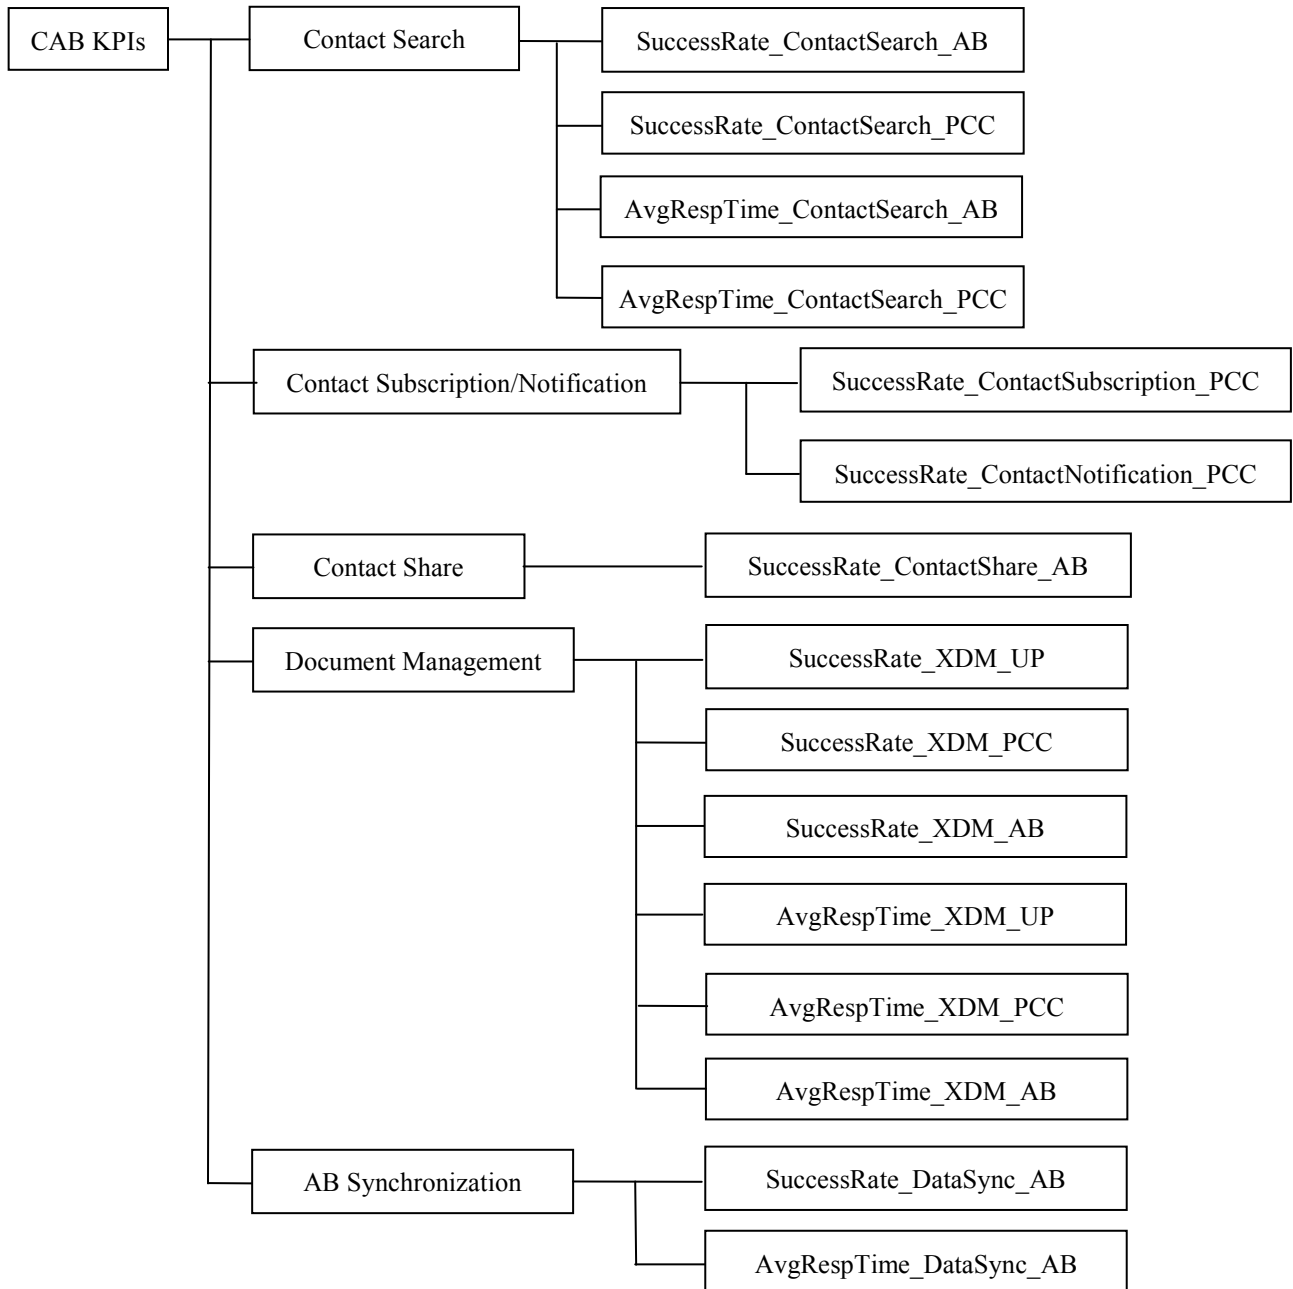 CAB KPIs
Contact Search
SuccessRate_ContactSearch_AB
SuccessRate_ContactSearch_PCC
AvgRespTime_ContactSearch_AB
AvgRespTime_ContactSearch_PCC
Contact Subscription/Notification
SuccessRate_ContactSubscription_PCC
SuccessRate_ContactNotification_PCC
Contact Share
SuccessRate_ContactShare_AB
Document Management
SuccessRate_XDM_UP
SuccessRate_XDM_PCC
SuccessRate_XDM_AB
AvgRespTime_XDM_UP
AvgRespTime_XDM_PCC
AvgRespTime_XDM_AB
AB Synchronization
SuccessRate_DataSync_AB
AvgRespTime_DataSync_AB